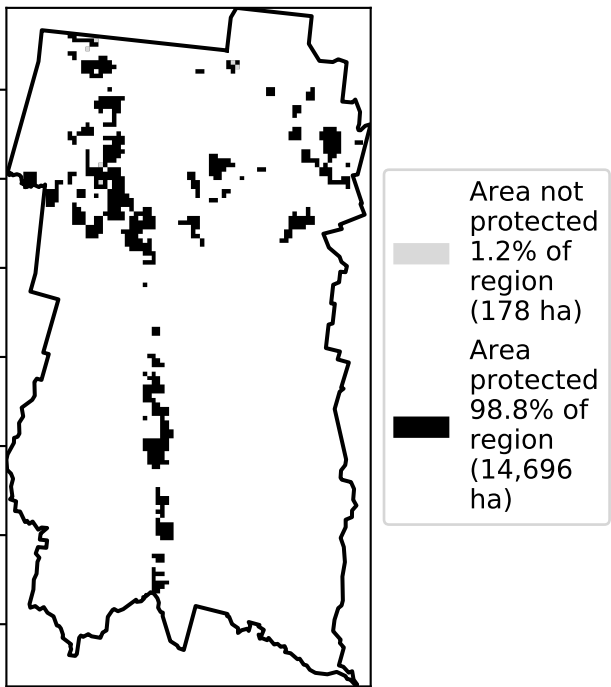 Area not
protected
1.2% of
region
(178 ha)
Area
protected
98.8% of
region
(14,696
ha)